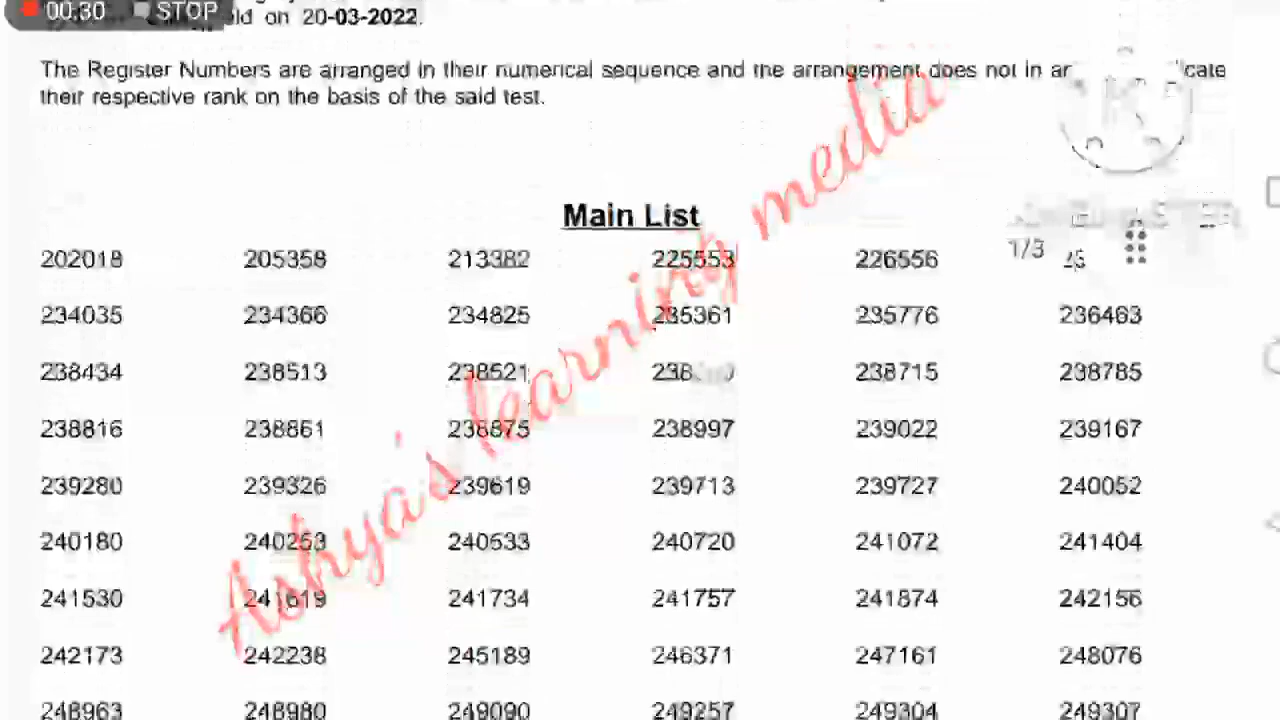 00:30 STOP
ld on 20-03-2022.
The Register Numbers are arranged in their numerical sequence and the arrangement does not in
their respective rank on the basis of the said test.
Main List
1/3
202018 205358 213382 225553 226556
234035 234366 234825 235361 235776 236463
238434 238513 238521 238715 238785
238816 238861 238875 238997 239022 239167
239280 239326 239619 239713 239727 240052
240180 240253 240533 240720 241072 241404
241530 241619 241734 241757 241874 242156
242173 242238 245189 246371 247161 248076
248963 248980 249090 249257 249304 249307
Ashya's learning media